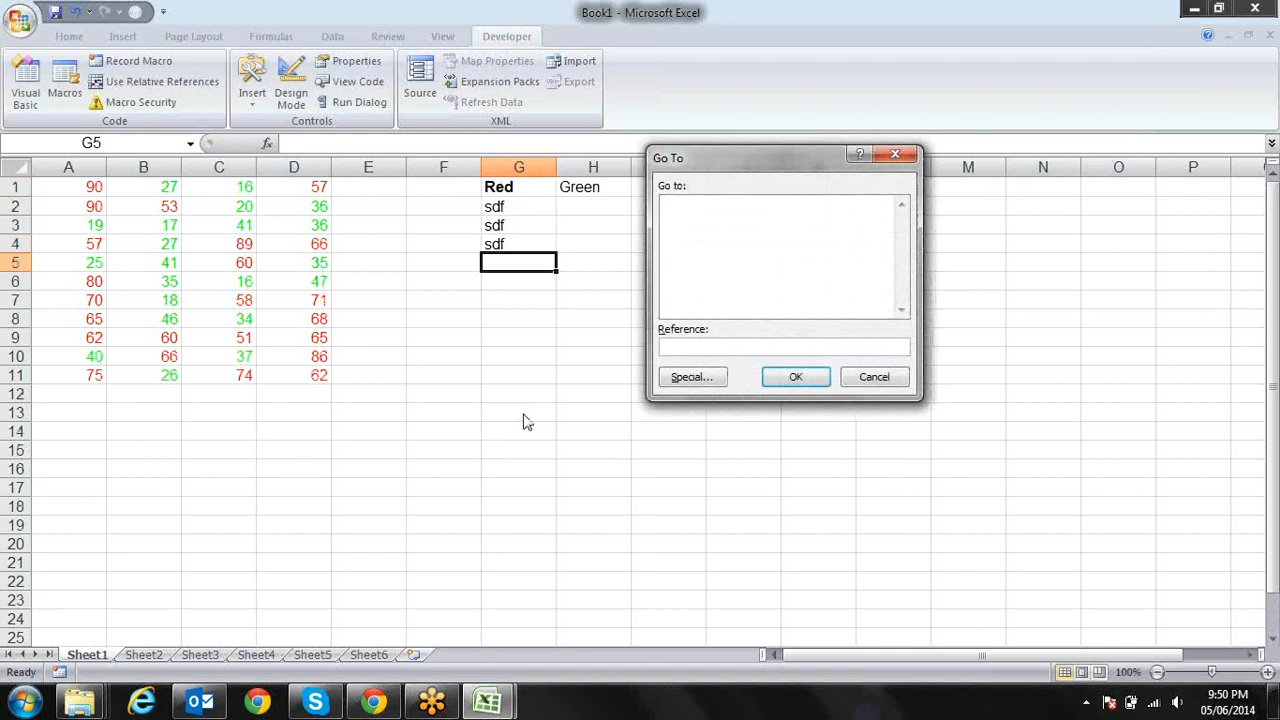 Book1 - Microsoft Excel
Home Insert Page Layout Formulas Data Review View Developer
Visual Basic
Macros
Record Macro
Use Relative References
Macro Security
Code
Insert
Design Mode
Properties
View Code
Run Dialog
Controls
Source
Map Properties
Expansion Packs
Refresh Data
Import
Export
XML
G5 fx
A B C D E F G H M N O P
1 90 27 16 57 Red Green
2 90 53 20 36 sdf
3 19 17 41 36 sdf
4 57 27 89 66 sdf
5 25 41 60 35
6 80 35 16 47
7 70 18 58 71
8 65 46 34 68
9 62 60 51 65
10 40 66 37 86
11 75 26 74 62
12
13
14
15
16
17
18
19
20
21
22
23
24
25
Go To
Go to:
Reference:
Special... OK Cancel
Sheet1 Sheet2 Sheet3 Sheet4 Sheet5 Sheet6
Ready 100%
9:50 PM
05/06/2014